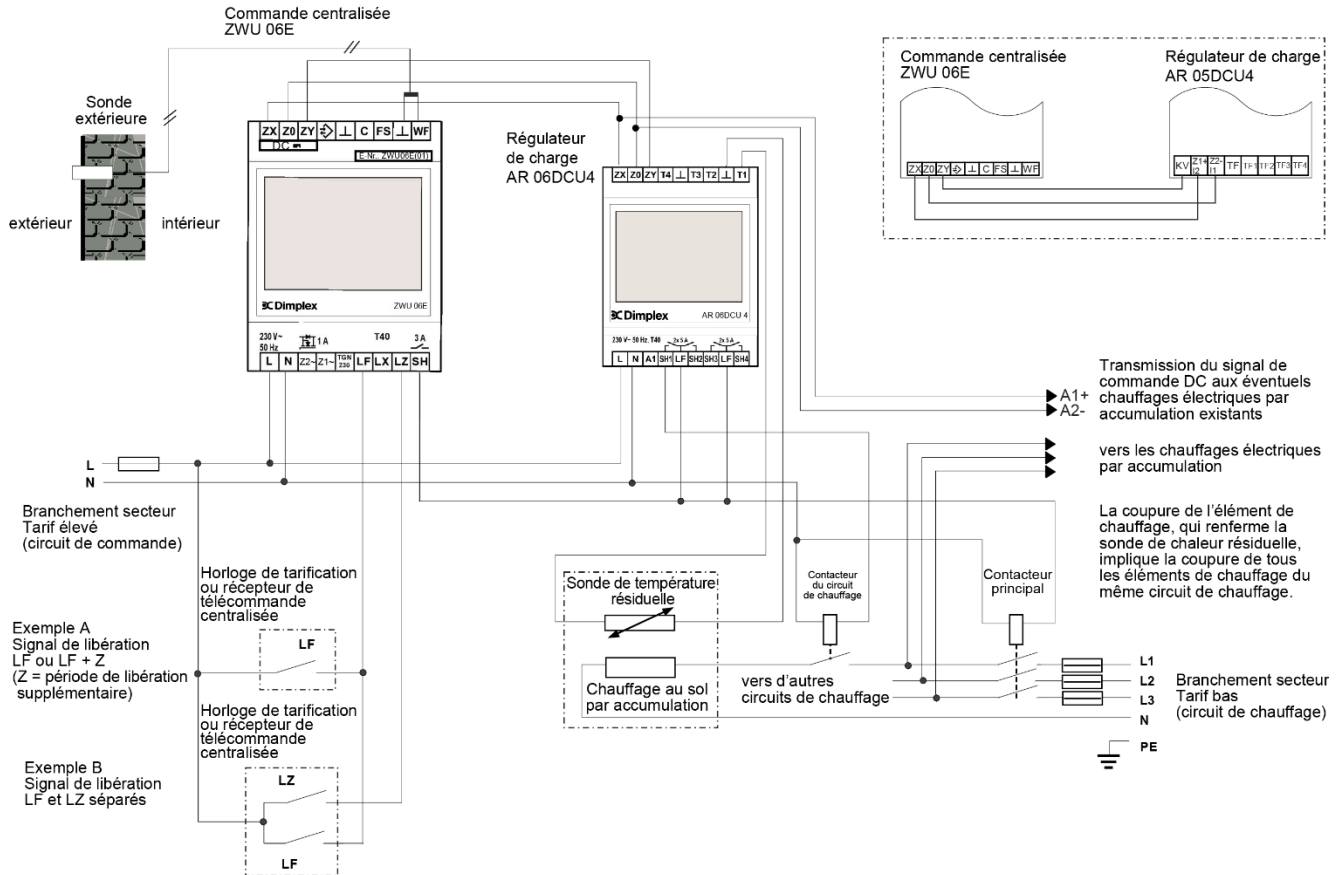 Commande centralisée
ZWU 06E
Sonde
extérieure
extérieur
intérieur
ZX Z0 ZY ⊥ C FS ⊥ WF
DC
E-Nr.. ZWU06E(01)
Dimplex
ZWU 06E
230 V~
50 Hz
1 A
T40
3 A
L N Z2~ Z1~ TGN 230 LF LX LZ SH
Régulateur
de charge
AR 06DCU4
ZX Z0 ZY T4 ⊥ T3 T2 ⊥ T1
Dimplex
AR 06DCU 4
230 V~ 50 Hz, T40 2x 5 A 2x 3 A
L N A1 SH1 LF SH2 SH3 LF SH4
Commande centralisée
ZWU 06E
Régulateur de charge
AR 05DCU4
ZX Z0 ZY ⊥ C FS ⊥ WF
KV Z1+ I2 Z2- I1 TF TF1 TF2 TF3 TF4
A1+
A2-
Transmission du signal de
commande DC aux éventuels
chauffages électriques par
accumulation existants
vers les chauffages électriques
par accumulation
La coupure de l’élément de
chauffage, qui renferme la
sonde de chaleur résiduelle,
implique la coupure de tous
les éléments de chauffage du
même circuit de chauffage.
L
N
Branchement secteur
Tarif élevé
(circuit de commande)
Horloge de tarification
ou récepteur de
télécommande
centralisée
LF
Exemple A
Signal de libération
LF ou LF + Z
(Z = période de libération
supplémentaire)
Horloge de tarification
ou récepteur de
télécommande
centralisée
Exemple B
Signal de libération
LF et LZ séparés
LZ
LF
Sonde de température
résiduelle
Chauffage au sol
par accumulation
Contacteur
du circuit
de chauffage
vers d’autres
circuits de chauffage
Contacteur
principal
L1
L2
L3
N
PE
Branchement secteur
Tarif bas
(circuit de chauffage)